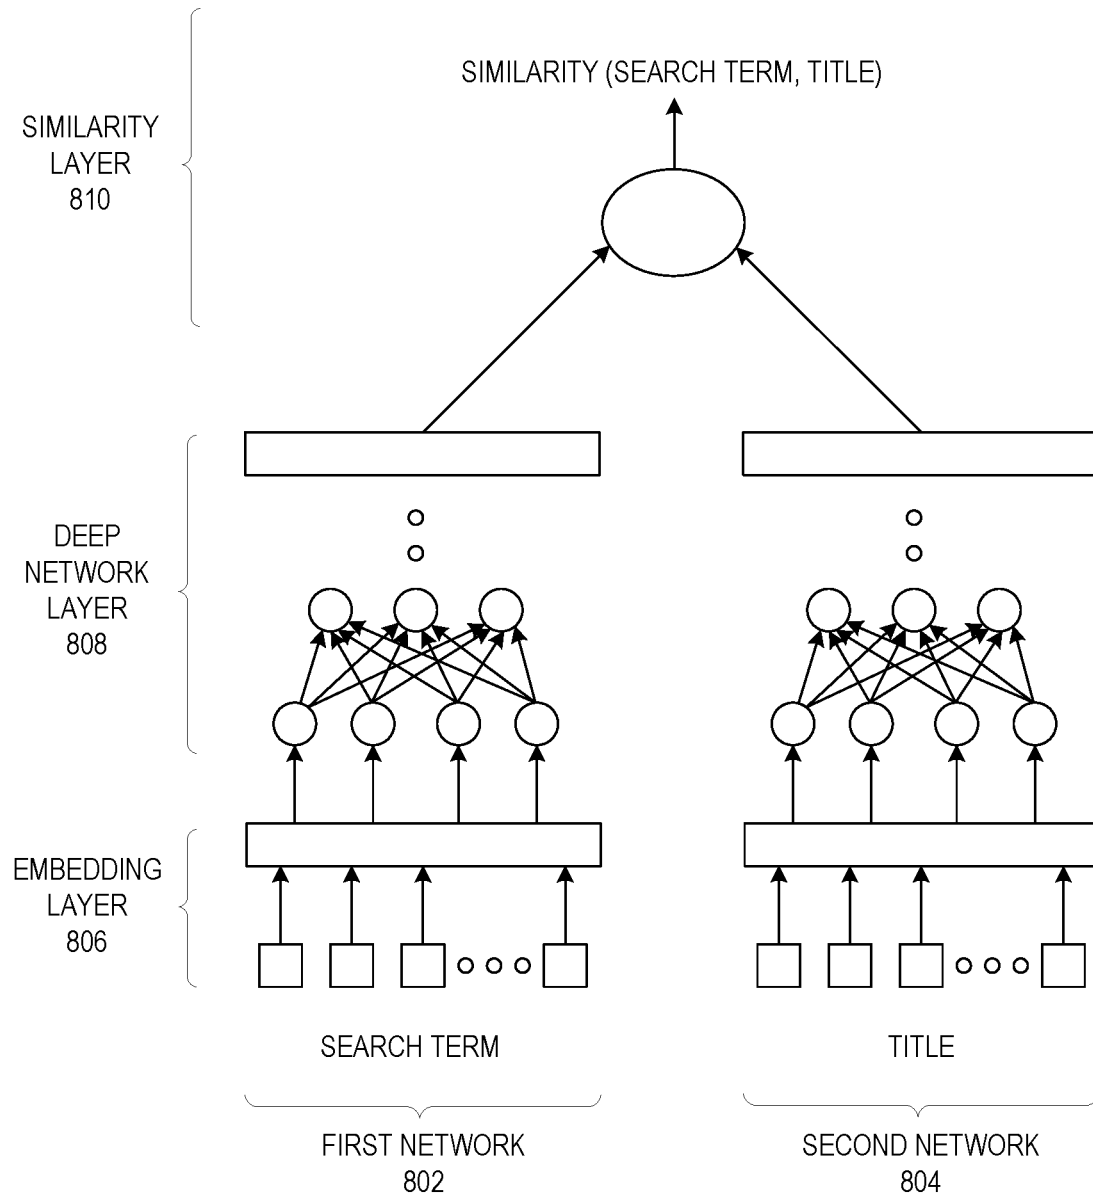 SIMILARITY (SEARCH TERM, TITLE)
SIMILARITY
LAYER
810
DEEP
NETWORK
LAYER
808
EMBEDDING
LAYER
806
SEARCH TERM
TITLE
FIRST NETWORK
802
SECOND NETWORK
804